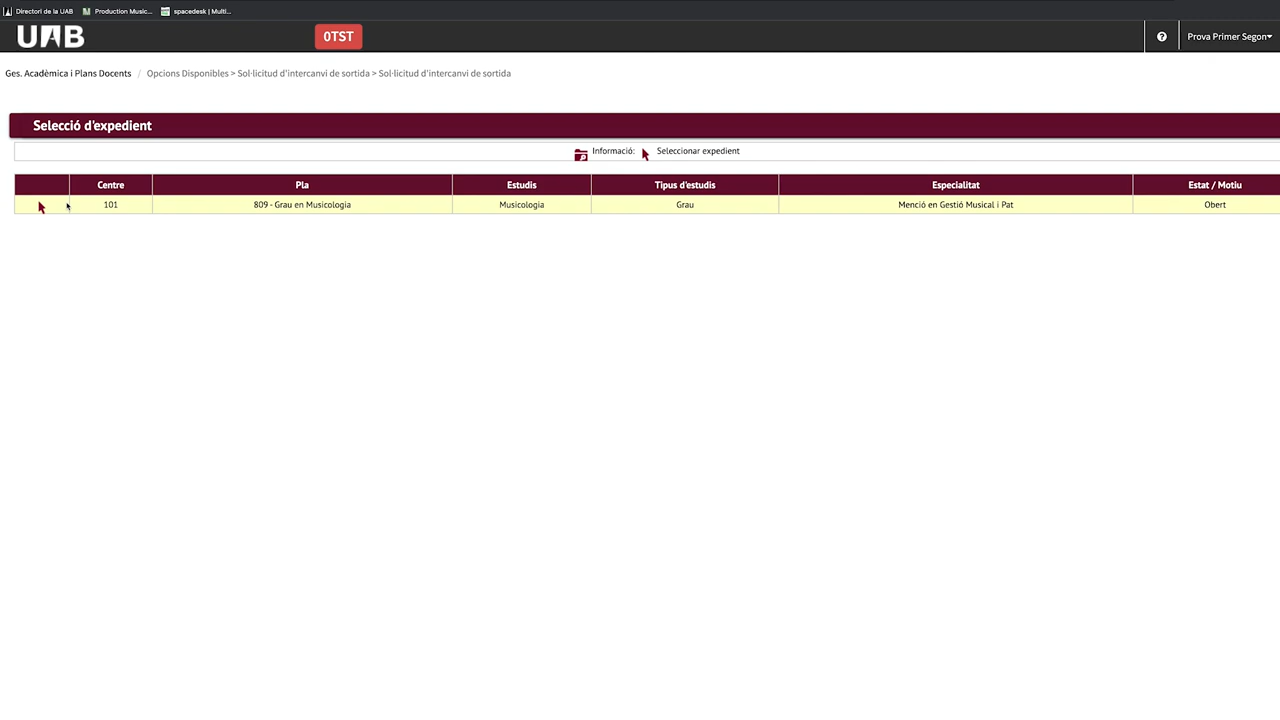 Directori de la UAB Production Music... spacedesk | Multi...
UAB 0TST ? Prova Primer Segon
Ges. Acadèmica i Plans Docents / Opcions Disponibles > Sol·licitud d'intercanvi de sortida > Sol·licitud d'intercanvi de sortida
Selecció d'expedient
Informació: Seleccionar expedient
Centre Pla Estudis Tipus d'estudis Especialitat Estat / Motiu
101 809 - Grau en Musicologia Musicologia Grau Menció en Gestió Musical i Pat Obert